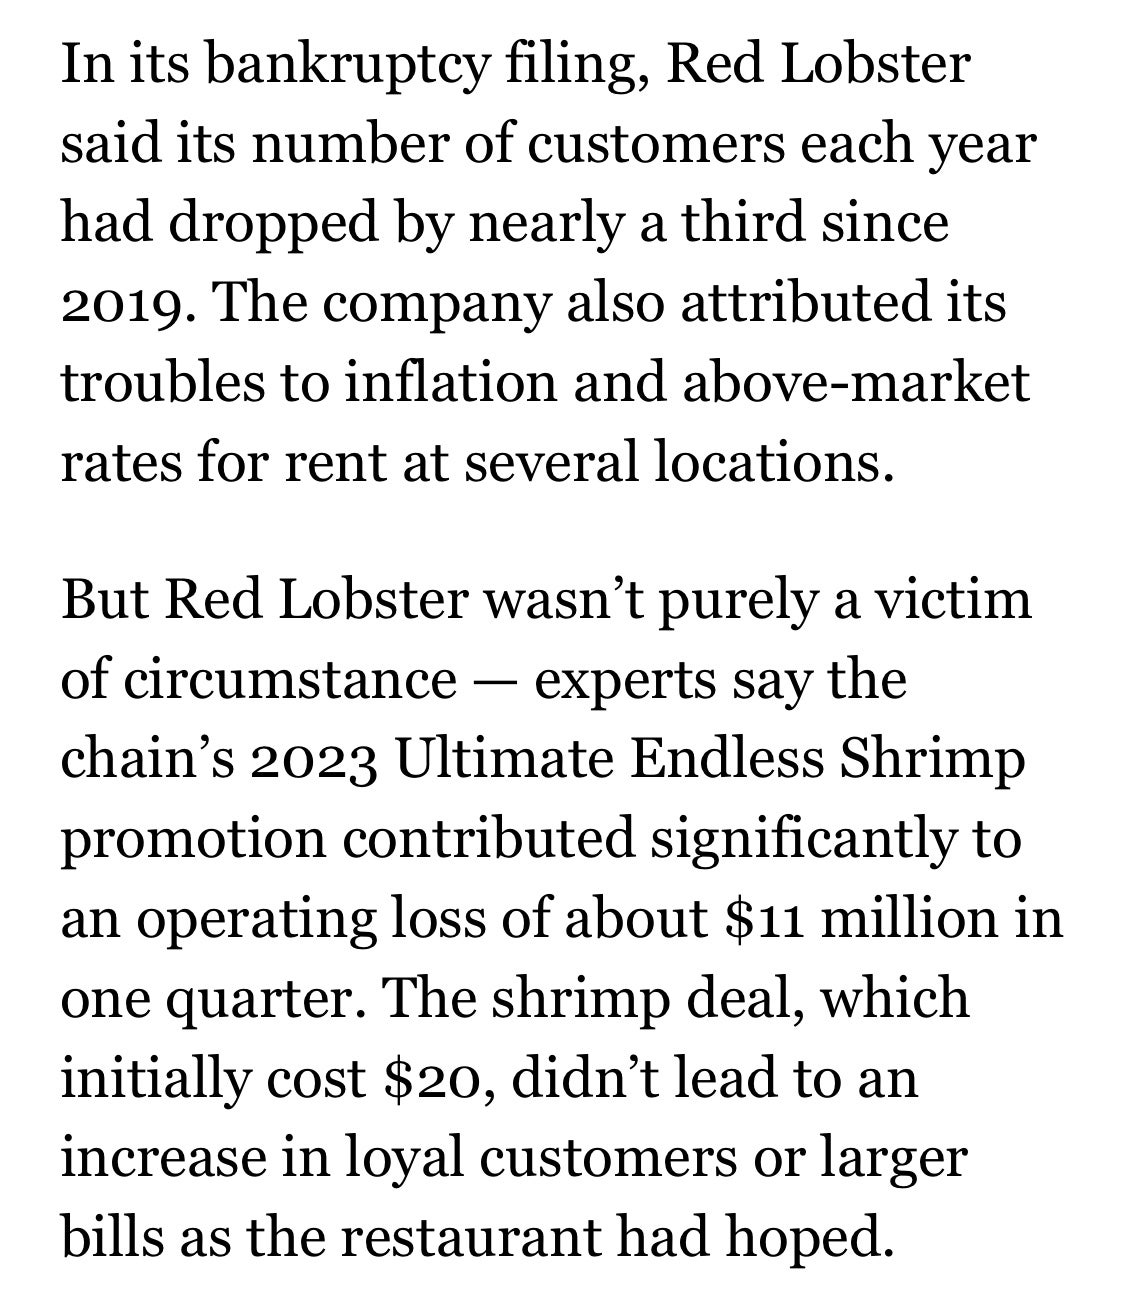 In its bankruptcy filing, Red Lobster
said its number of customers each year
had dropped by nearly a third since
2019. The company also attributed its
troubles to inflation and above-market
rates for rent at several locations.
But Red Lobster wasn’t purely a victim
of circumstance — experts say the
chain’s 2023 Ultimate Endless Shrimp
promotion contributed significantly to
an operating loss of about $11 million in
one quarter. The shrimp deal, which
initially cost $20, didn’t lead to an
increase in loyal customers or larger
bills as the restaurant had hoped.